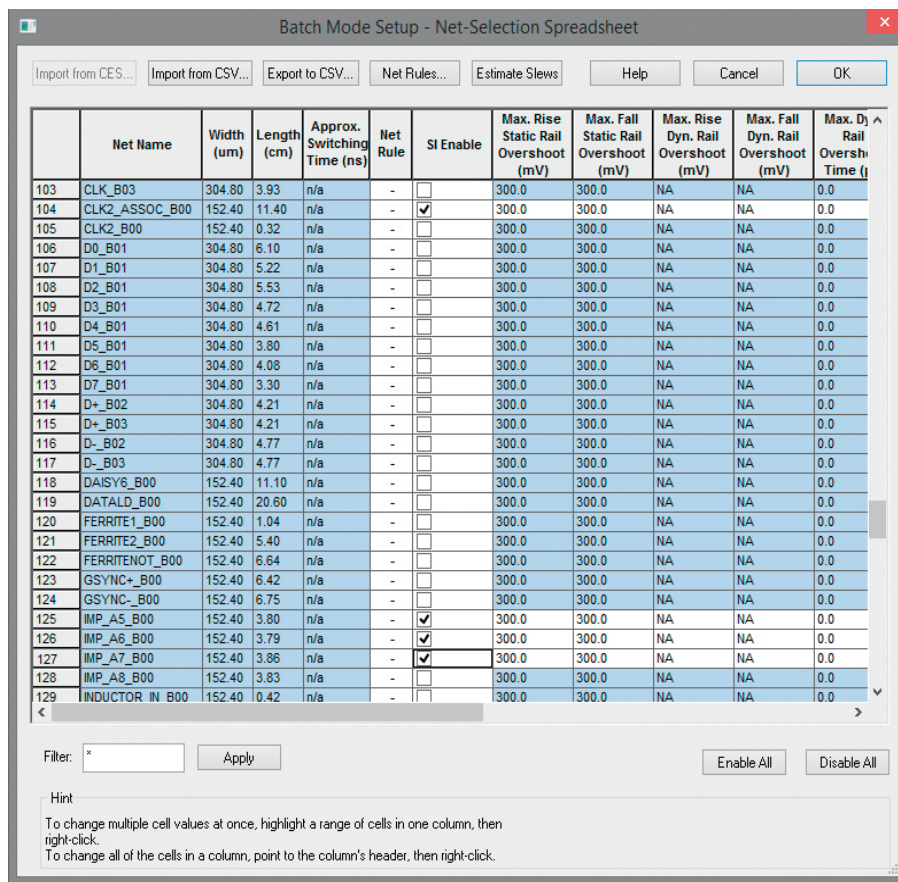 Batch Mode Setup - Net-Selection Spreadsheet
Import from CES... Import from CSV... Export to CSV... Net Rules... Estimate Slews Help Cancel OK
Net Name Width (um) Length (cm) Approx. Switching Time (ns) Net Rule SI Enable Max. Rise Static Rail Overshoot (mV) Max. Fall Static Rail Overshoot (mV) Max. Rise Dyn. Rail Overshoot (mV) Max. Fall Dyn. Rail Overshoot (mV) Max. Dy Rail Oversh Time (p
103 CLK_B03 304.80 3.93 n/a - 300.0 300.0 NA NA 0.0
104 CLK2_ASSOC_B00 152.40 11.40 n/a - 300.0 300.0 NA NA 0.0
105 CLK2_B00 152.40 0.32 n/a - 300.0 300.0 NA NA 0.0
106 D0_B01 304.80 6.10 n/a - 300.0 300.0 NA NA 0.0
107 D1_B01 304.80 5.22 n/a - 300.0 300.0 NA NA 0.0
108 D2_B01 304.80 5.53 n/a - 300.0 300.0 NA NA 0.0
109 D3_B01 304.80 4.72 n/a - 300.0 300.0 NA NA 0.0
110 D4_B01 304.80 4.61 n/a - 300.0 300.0 NA NA 0.0
111 D5_B01 304.80 3.80 n/a - 300.0 300.0 NA NA 0.0
112 D6_B01 304.80 4.08 n/a - 300.0 300.0 NA NA 0.0
113 D7_B01 304.80 3.30 n/a - 300.0 300.0 NA NA 0.0
114 D+_B02 304.80 4.21 n/a - 300.0 300.0 NA NA 0.0
115 D+_B03 304.80 4.21 n/a - 300.0 300.0 NA NA 0.0
116 D-_B02 304.80 4.77 n/a - 300.0 300.0 NA NA 0.0
117 D-_B03 304.80 4.77 n/a - 300.0 300.0 NA NA 0.0
118 DAISY6_B00 152.40 11.10 n/a - 300.0 300.0 NA NA 0.0
119 DATALD_B00 152.40 20.60 n/a - 300.0 300.0 NA NA 0.0
120 FERRITE1_B00 152.40 1.04 n/a - 300.0 300.0 NA NA 0.0
121 FERRITE2_B00 152.40 5.40 n/a - 300.0 300.0 NA NA 0.0
122 FERRITENOT_B00 152.40 6.64 n/a - 300.0 300.0 NA NA 0.0
123 GSYNC+_B00 152.40 6.42 n/a - 300.0 300.0 NA NA 0.0
124 GSYNC-_B00 152.40 6.75 n/a - 300.0 300.0 NA NA 0.0
125 IMP_A5_B00 152.40 3.80 n/a - 300.0 300.0 NA NA 0.0
126 IMP_A6_B00 152.40 3.79 n/a - 300.0 300.0 NA NA 0.0
127 IMP_A7_B00 152.40 3.86 n/a - 300.0 300.0 NA NA 0.0
128 IMP_A8_B00 152.40 3.83 n/a - 300.0 300.0 NA NA 0.0
129 INDUCTOR_IN_B00 152.40 0.42 n/a - 300.0 300.0 NA NA 0.0
Filter: * Apply Enable All Disable All
Hint
To change multiple cell values at once, highlight a range of cells in one column, then
right-click.
To change all of the cells in a column, point to the column's header, then right-click.